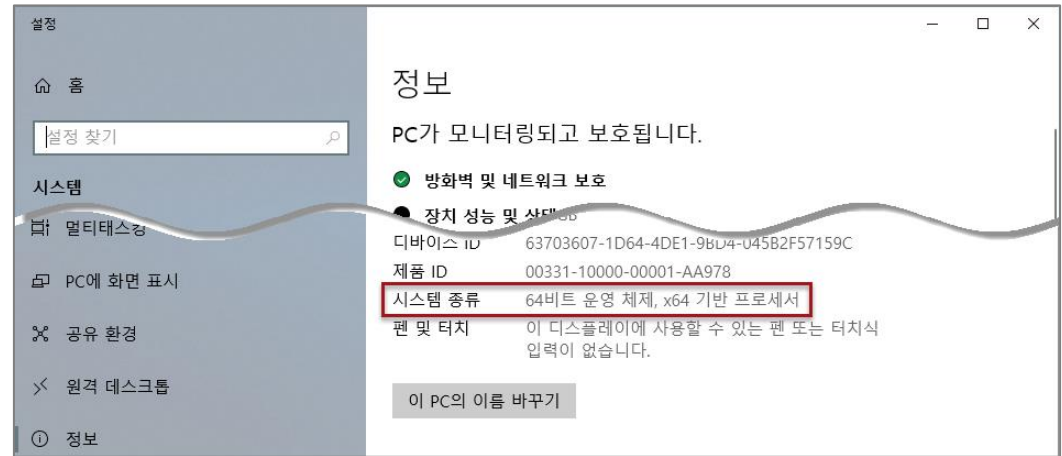 설정
홈
설정 찾기
시스템
멀티태스킹
PC에 화면 표시
공유 환경
원격 데스크톱
정보
정보
PC가 모니터링되고 보호됩니다.
방화벽 및 네트워크 보호
장치 성능 및 상태
디바이스 ID 63703607-1D64-4DE1-9BD4-045B2F57159C
제품 ID 00331-10000-00001-AA978
시스템 종류 64비트 운영 체제, x64 기반 프로세서
펜 및 터치 이 디스플레이에 사용할 수 있는 펜 또는 터치식
입력이 없습니다.
이 PC의 이름 바꾸기